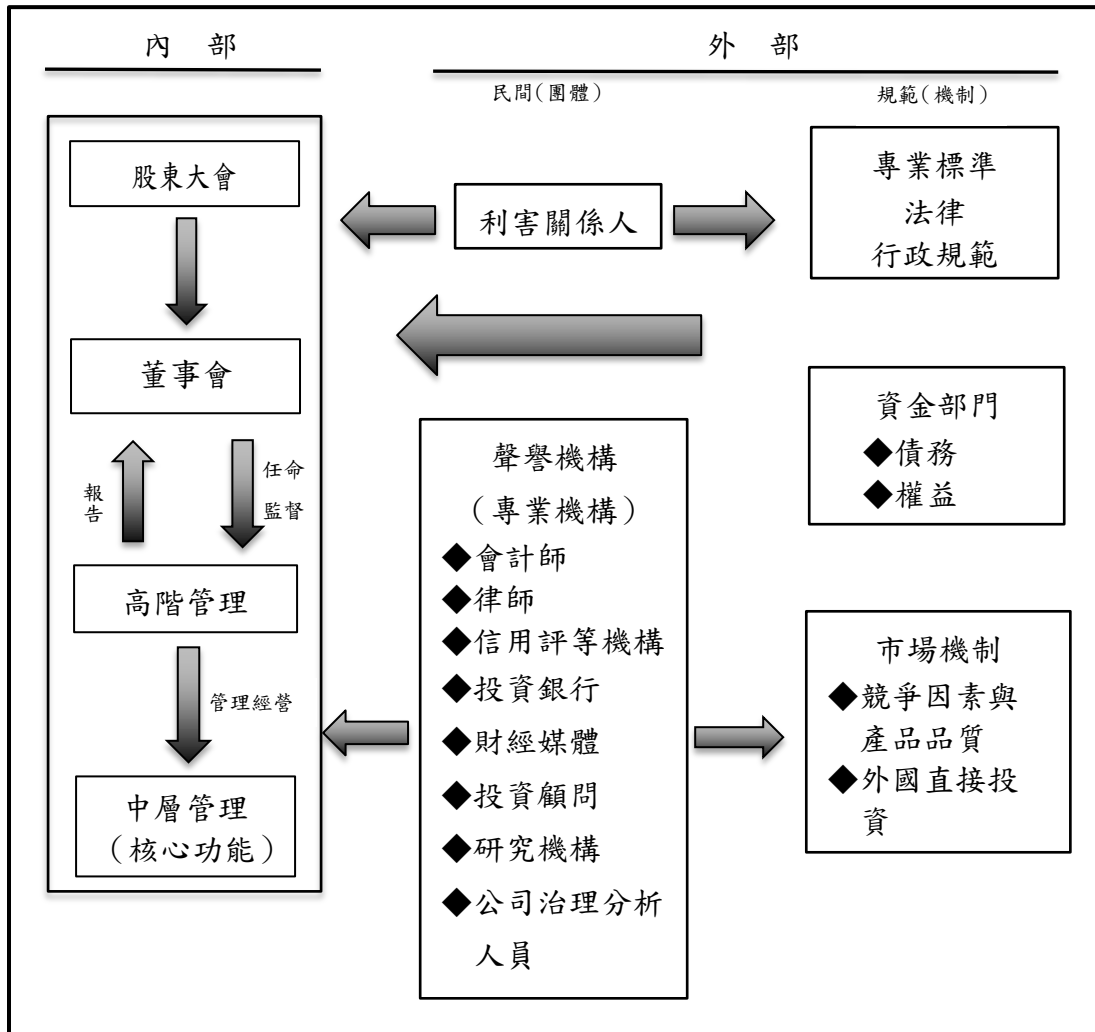 內 部
股東大會
董事會
報告
任命
監督
高階管理
管理經營
中層管理
（核心功能）
外 部
民間(團體)
規範(機制)
利害關係人
專業標準
法律
行政規範
聲譽機構
（專業機構）
◆會計師
◆律師
◆信用評等機構
◆投資銀行
◆財經媒體
◆投資顧問
◆研究機構
◆公司治理分析
人員
資金部門
◆債務
◆權益
市場機制
◆競爭因素與
產品品質
◆外國直接投
資